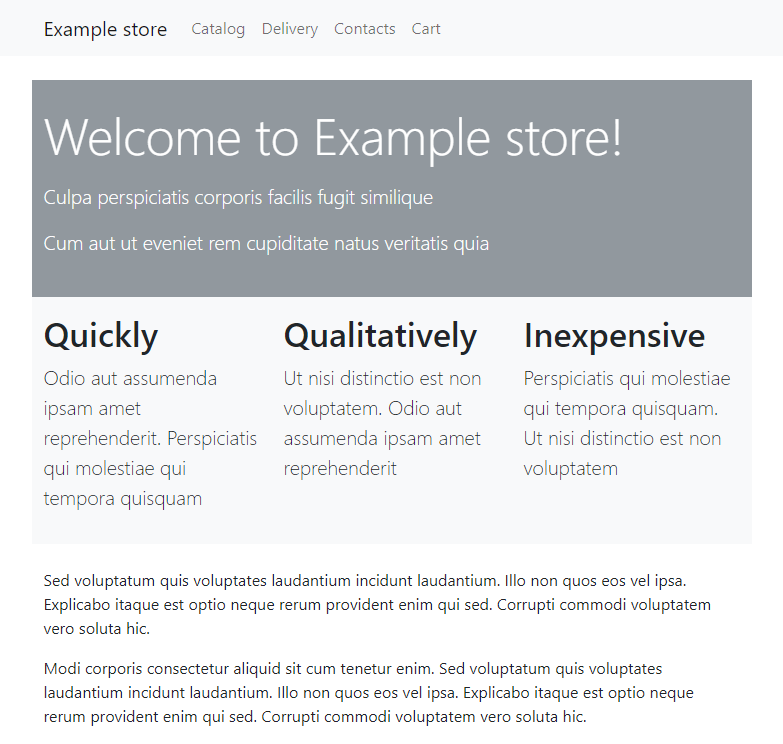 Example store Catalog Delivery Contacts Cart
Welcome to Example store!
Culpa perspiciatis corporis facilis fugit similique
Cum aut ut eveniet rem cupiditate natus veritatis quia
Quickly
Odio aut assumenda
ipsam amet
reprehenderit. Perspiciatis
qui molestiae qui
tempora quisquam
Qualitatively
Ut nisi distinctio est non
voluptatem. Odio aut
assumenda ipsam amet
reprehenderit
Inexpensive
Perspiciatis qui molestiae
qui tempora quisquam.
Ut nisi distinctio est non
voluptatem
Sed voluptatum quis voluptates laudantium incidunt laudantium. Illo non quos eos vel ipsa.
Explicabo itaque est optio neque rerum provident enim qui sed. Corrupti commodi voluptatem
vero soluta hic.
Modi corporis consectetur aliquid sit cum tenetur enim. Sed voluptatum quis voluptates
laudantium incidunt laudantium. Illo non quos eos vel ipsa. Explicabo itaque est optio neque
rerum provident enim qui sed. Corrupti commodi voluptatem vero soluta hic.